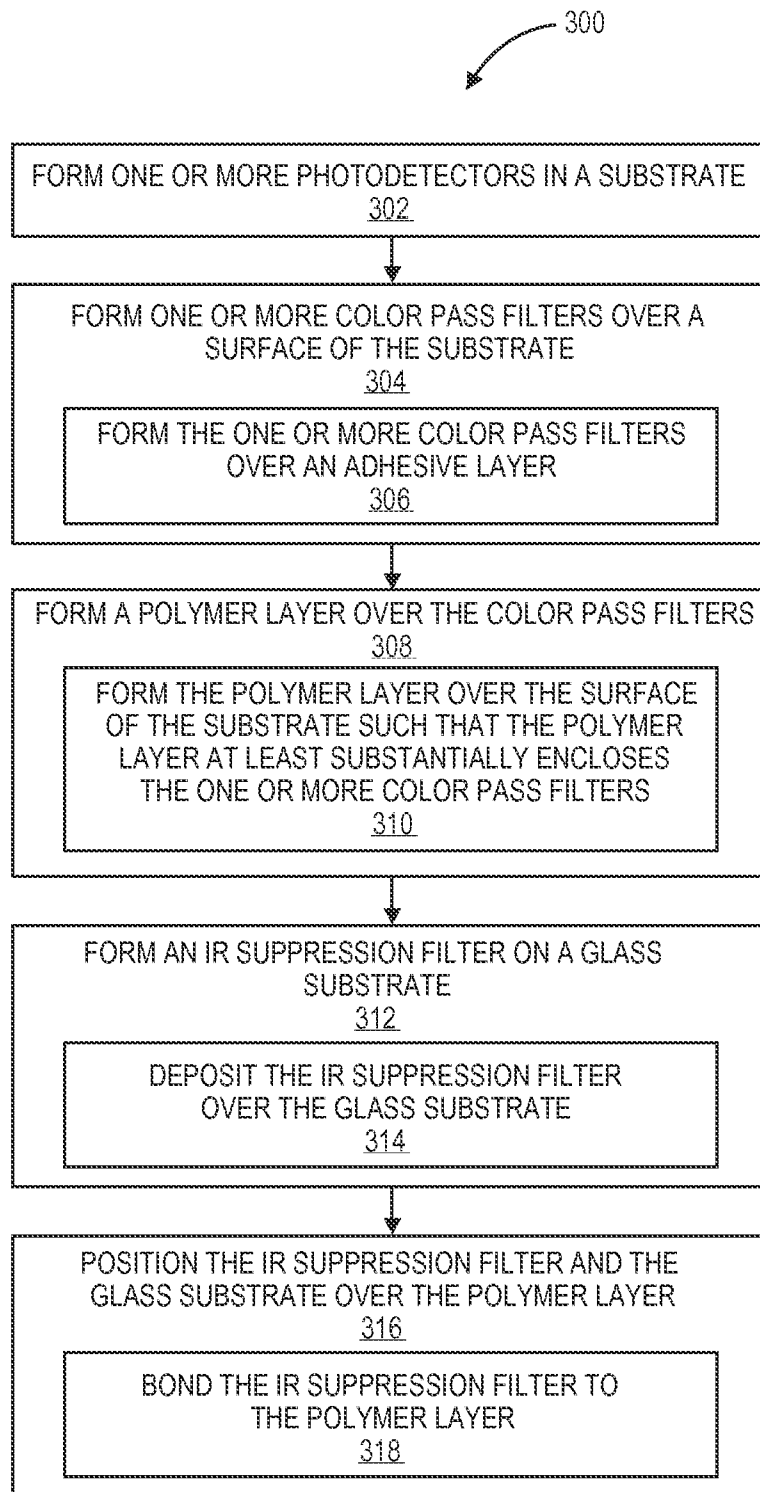 300
FORM ONE OR MORE PHOTODETECTORS IN A SUBSTRATE
302
FORM ONE OR MORE COLOR PASS FILTERS OVER A
SURFACE OF THE SUBSTRATE
304
FORM THE ONE OR MORE COLOR PASS FILTERS
OVER AN ADHESIVE LAYER
306
FORM A POLYMER LAYER OVER THE COLOR PASS FILTERS
308
FORM THE POLYMER LAYER OVER THE SURFACE
OF THE SUBSTRATE SUCH THAT THE POLYMER
LAYER AT LEAST SUBSTANTIALLY ENCLOSES
THE ONE OR MORE COLOR PASS FILTERS
310
FORM AN IR SUPPRESSION FILTER ON A GLASS
SUBSTRATE
312
DEPOSIT THE IR SUPPRESSION FILTER
OVER THE GLASS SUBSTRATE
314
POSITION THE IR SUPPRESSION FILTER AND THE
GLASS SUBSTRATE OVER THE POLYMER LAYER
316
BOND THE IR SUPPRESSION FILTER TO
THE POLYMER LAYER
318